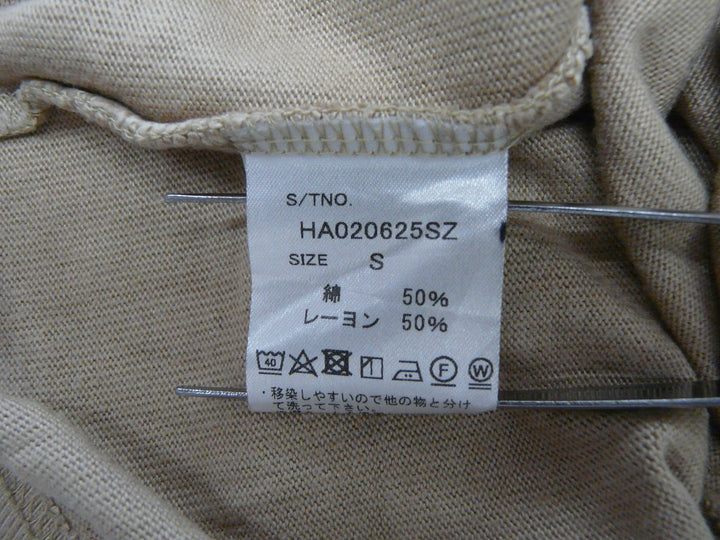 S/TNO.
HA020625SZ
SIZE S
綿 50%
レーヨン 50%
40 F W
・移染しやすいので他の物と分け
て洗って下さい。